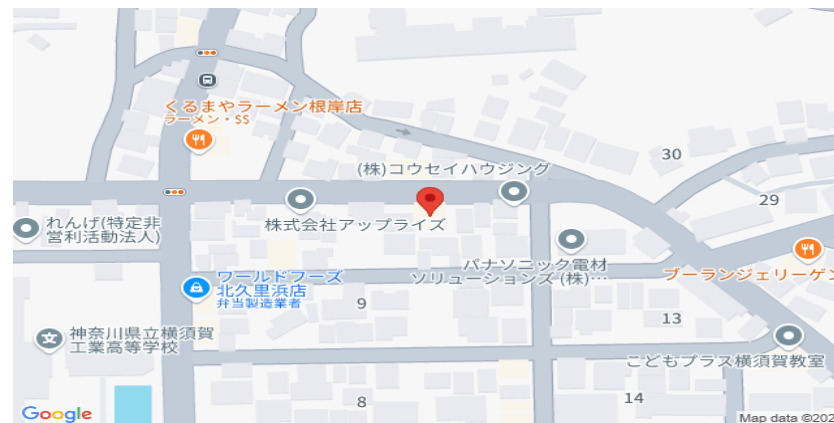 くるまやラーメン根岸店
ラーメン・$$
(株)コウセイハウジング
30
29
れんげ(特定非
営利活動法人)
株式会社アップライズ
パナソニック電材
ソリューションズ(株)…
ブーランジェリーゲン
ワールドフーズ
北久里浜店
弁当製造業者
9
13
神奈川県立横須賀
工業高等学校
こどもプラス横須賀教室
8
14
Google
Map data ©202